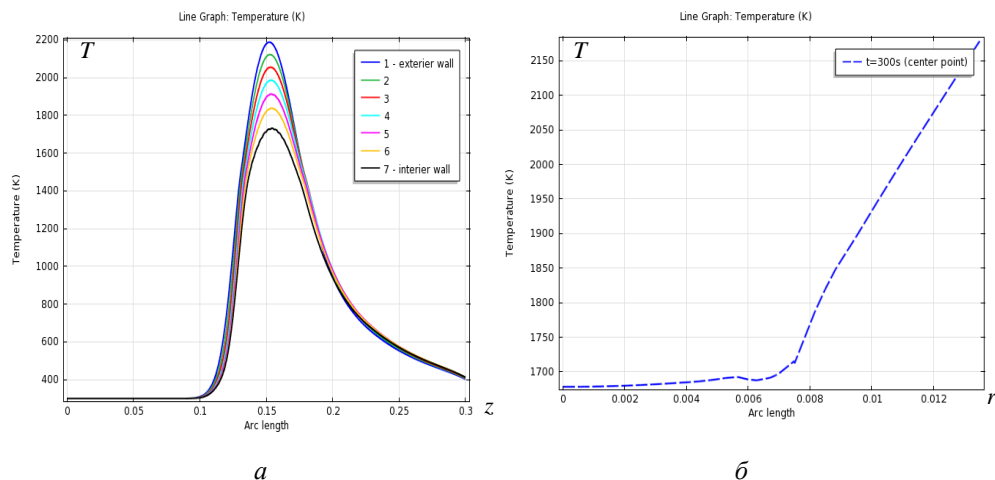 Line Graph: Temperature (K)
T
2200
2000
1800
1600
1400
1200
1000
800
600
400
Temperature (K)
1 - exterior wall
2
3
4
5
6
7 - interier wall
0 0.05 0.1 0.15 0.2 0.25 0.3
z
Arc length
а
Line Graph: Temperature (K)
T
2150
2100
2050
2000
1950
1900
1850
1800
1750
1700
Temperature (K)
t=300s (center point)
0 0.002 0.004 0.006 0.008 0.01 0.012
r
Arc length
б